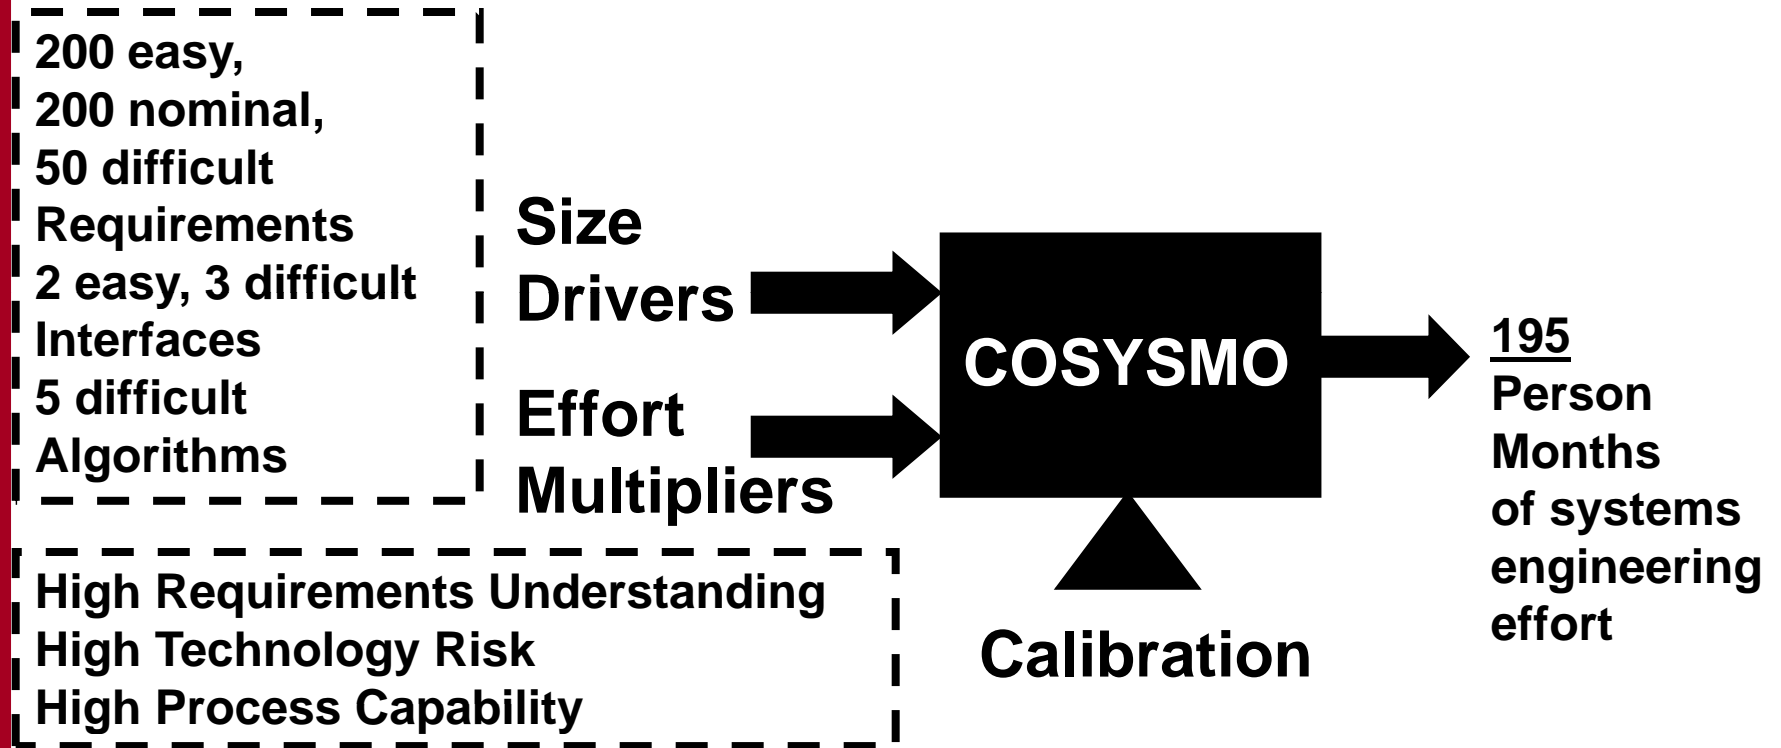 200 easy,
200 nominal,
50 difficult
Requirements
2 easy, 3 difficult
Interfaces
5 difficult
Algorithms
Size
Drivers
Effort
Multipliers
COSYSMO
195
Person
Months
of systems
engineering
effort
High Requirements Understanding
High Technology Risk
High Process Capability
Calibration